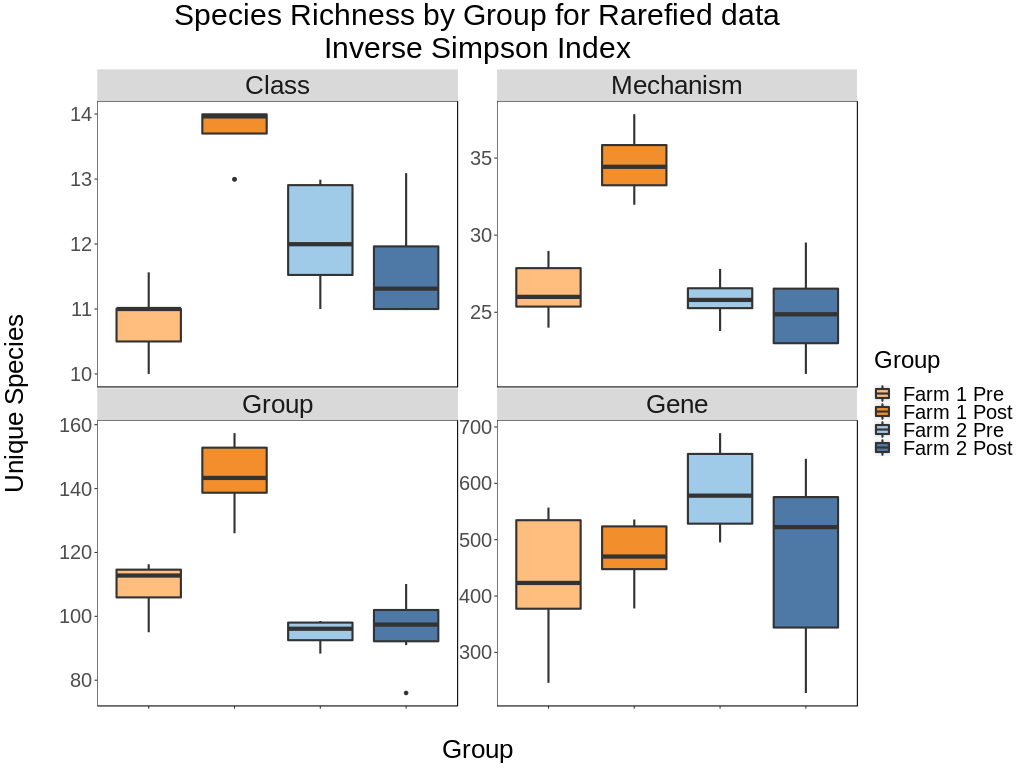 Species Richness by Group for Rarefied data
Inverse Simpson Index
Class
Mechanism
14
13
12
11
10
35
30
25
Group
Gene
160
140
120
100
80
700
600
500
400
300
Unique Species
Group
Group
Farm 1 Pre
Farm 1 Post
Farm 2 Pre
Farm 2 Post